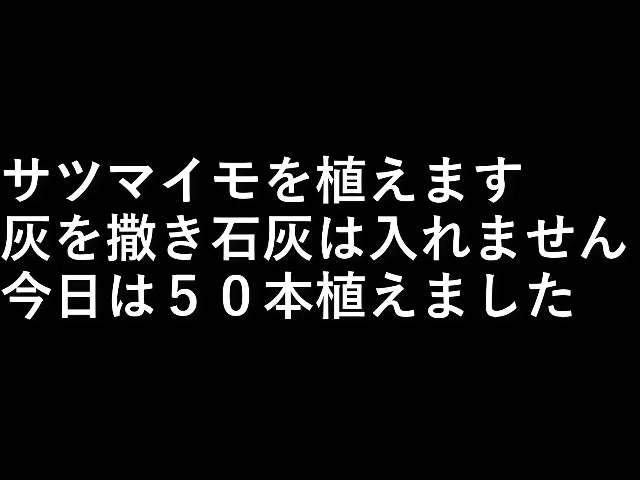 サツマイモを植えます
灰を撒き石灰は入れません
今日は５０本植えました